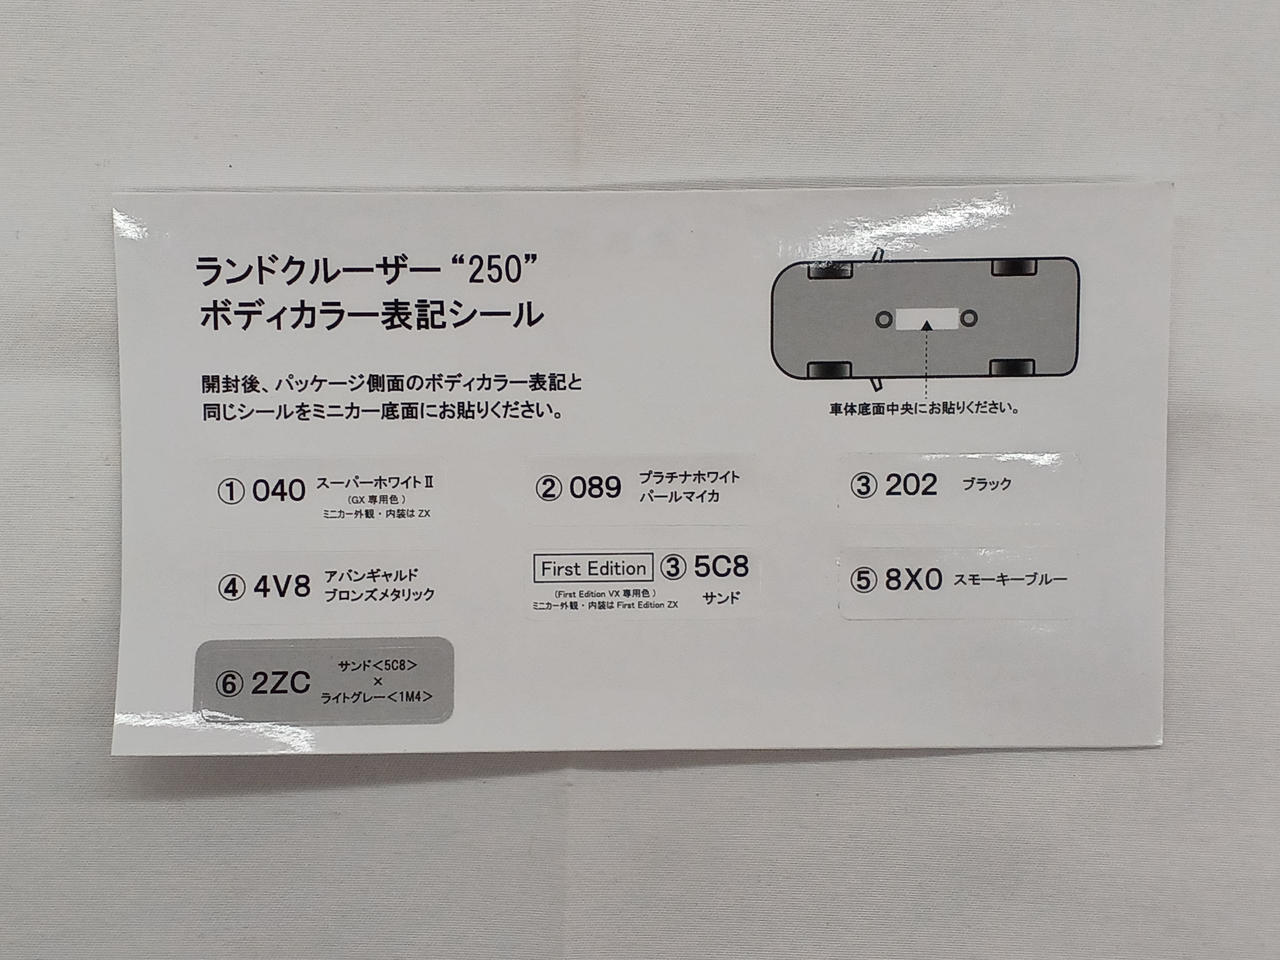 ランドクルーザー “250”
ボディカラー表記シール
開封後、パッケージ側面のボディカラー表記と
同じシールをミニカー底面にお貼りください。
車体底面中央にお貼りください。
① 040 スーパーホワイトⅡ
(GX 専用色)
ミニカー外観・内装は ZX
② 089 プラチナホワイト
パールマイカ
③ 202 ブラック
④ 4V8 アバンギャルド
ブロンズメタリック
First Edition ③ 5C8
(First Edition VX 専用色)
ミニカー外観・内装は First Edition ZX
サンド
⑤ 8X0 スモーキーブルー
⑥ 2ZC サンド<5C8>
×
ライトグレー<1M4>